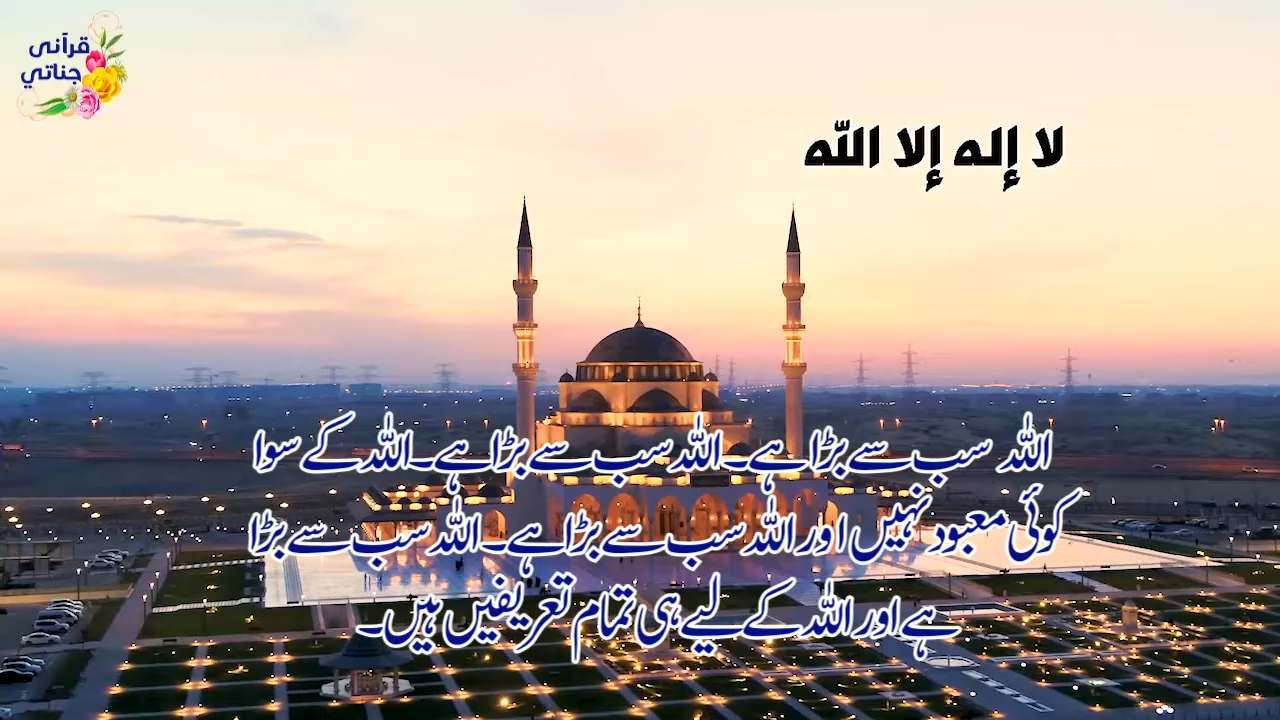 قرآنی
جناتي
لا إله إلا الله
اللہ سب سے بڑا ہے۔ اللہ سب سے بڑا ہے۔ اللہ کے سوا
کوئی معبود نہیں اور اللہ سب سے بڑا ہے۔ اللہ سب سے بڑا
ہے اور اللہ کے لیے ہی تمام تعریفیں ہیں۔